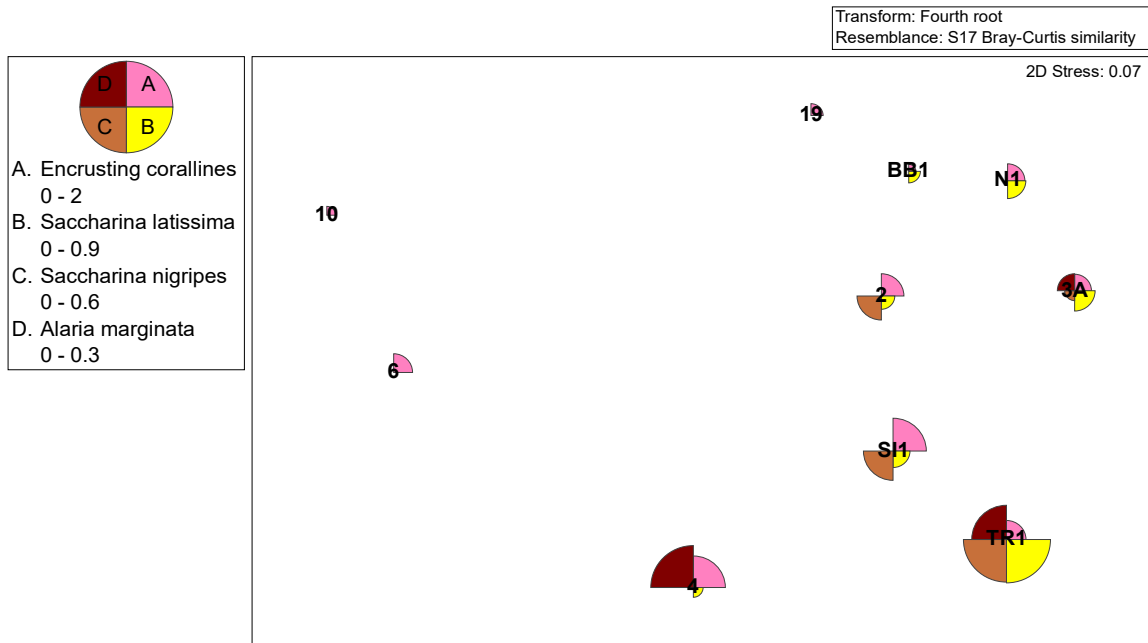 Transform: Fourth root
Resemblance: S17 Bray-Curtis similarity
2D Stress: 0.07
D A
C B
A. Encrusting corallines
0 - 2
B. Saccharina latissima
0 - 0.9
C. Saccharina nigripes
0 - 0.6
D. Alaria marginata
0 - 0.3
19
BB1
N1
10
2
3A
6
SI1
TR1
4